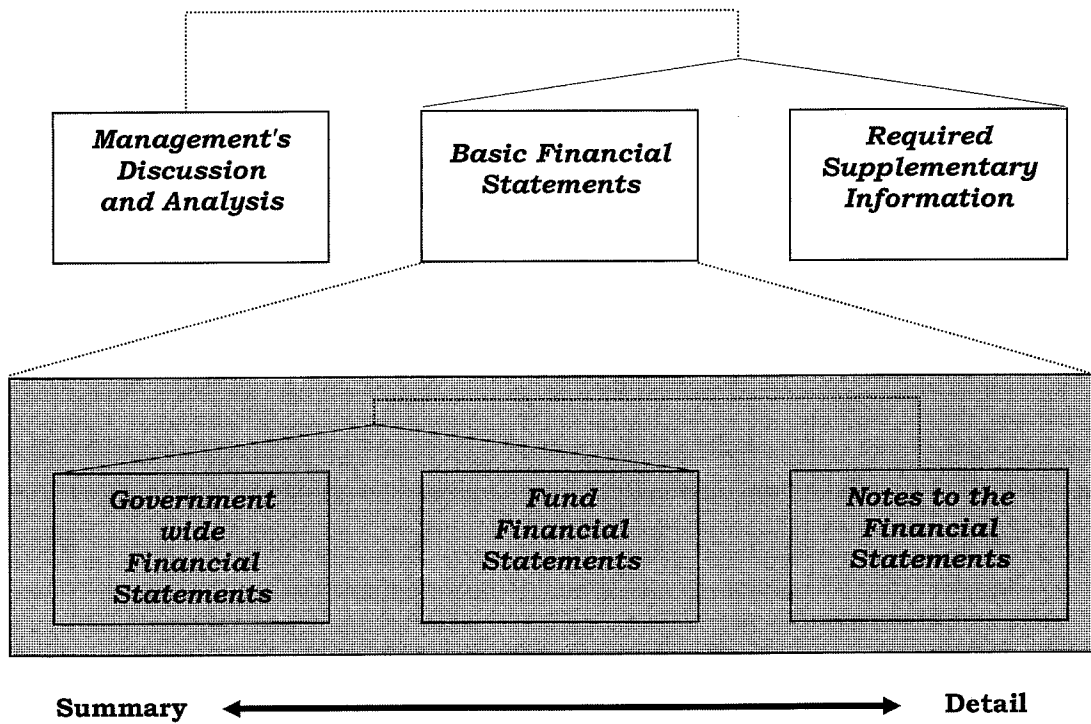 Management's
Discussion
and Analysis
Basic Financial
Statements
Required
Supplementary
Information
Government
wide
Financial
Statements
Fund
Financial
Statements
Notes to the
Financial
Statements
Summary
Detail